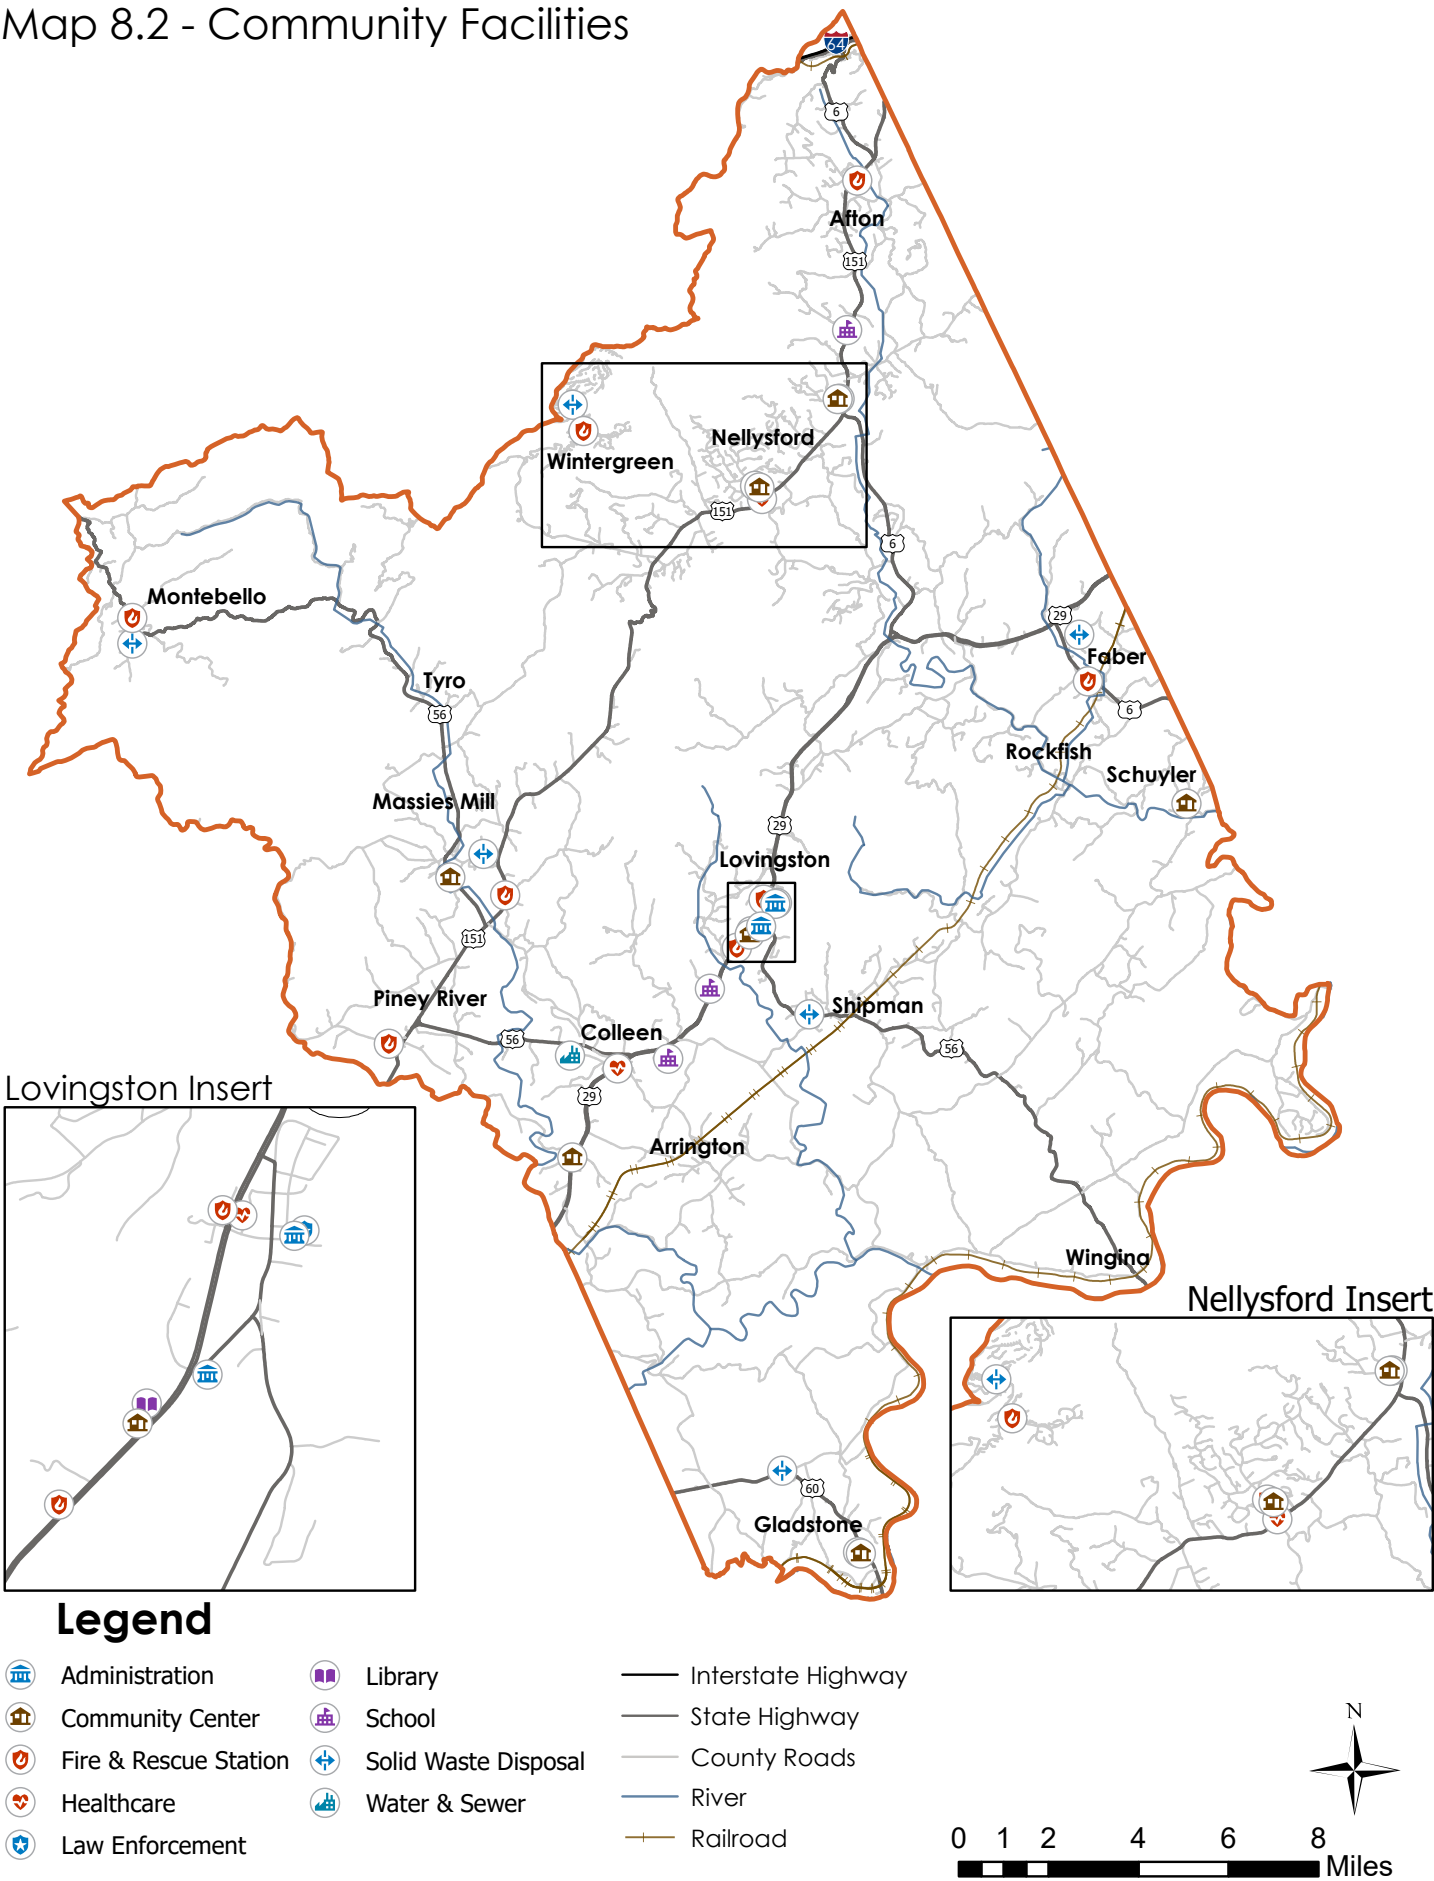 Map 8.2 - Community Facilities
64
6
Afton
151
Nellysford
Wintergreen
151
6
Montebello
29
Faber
Tyro
56
6
Rockfish
Schuyler
Massies Mill
29
Lovingston
151
Piney River
Shipman
Colleen
56
56
29
Arrington
Wingina
60
Gladstone
Lovingston Insert
Nellysford Insert
Legend
Administration
Community Center
Fire & Rescue Station
Healthcare
Law Enforcement
Library
School
Solid Waste Disposal
Water & Sewer
Interstate Highway
State Highway
County Roads
River
Railroad
N
0 1 2 4 6 8
Miles